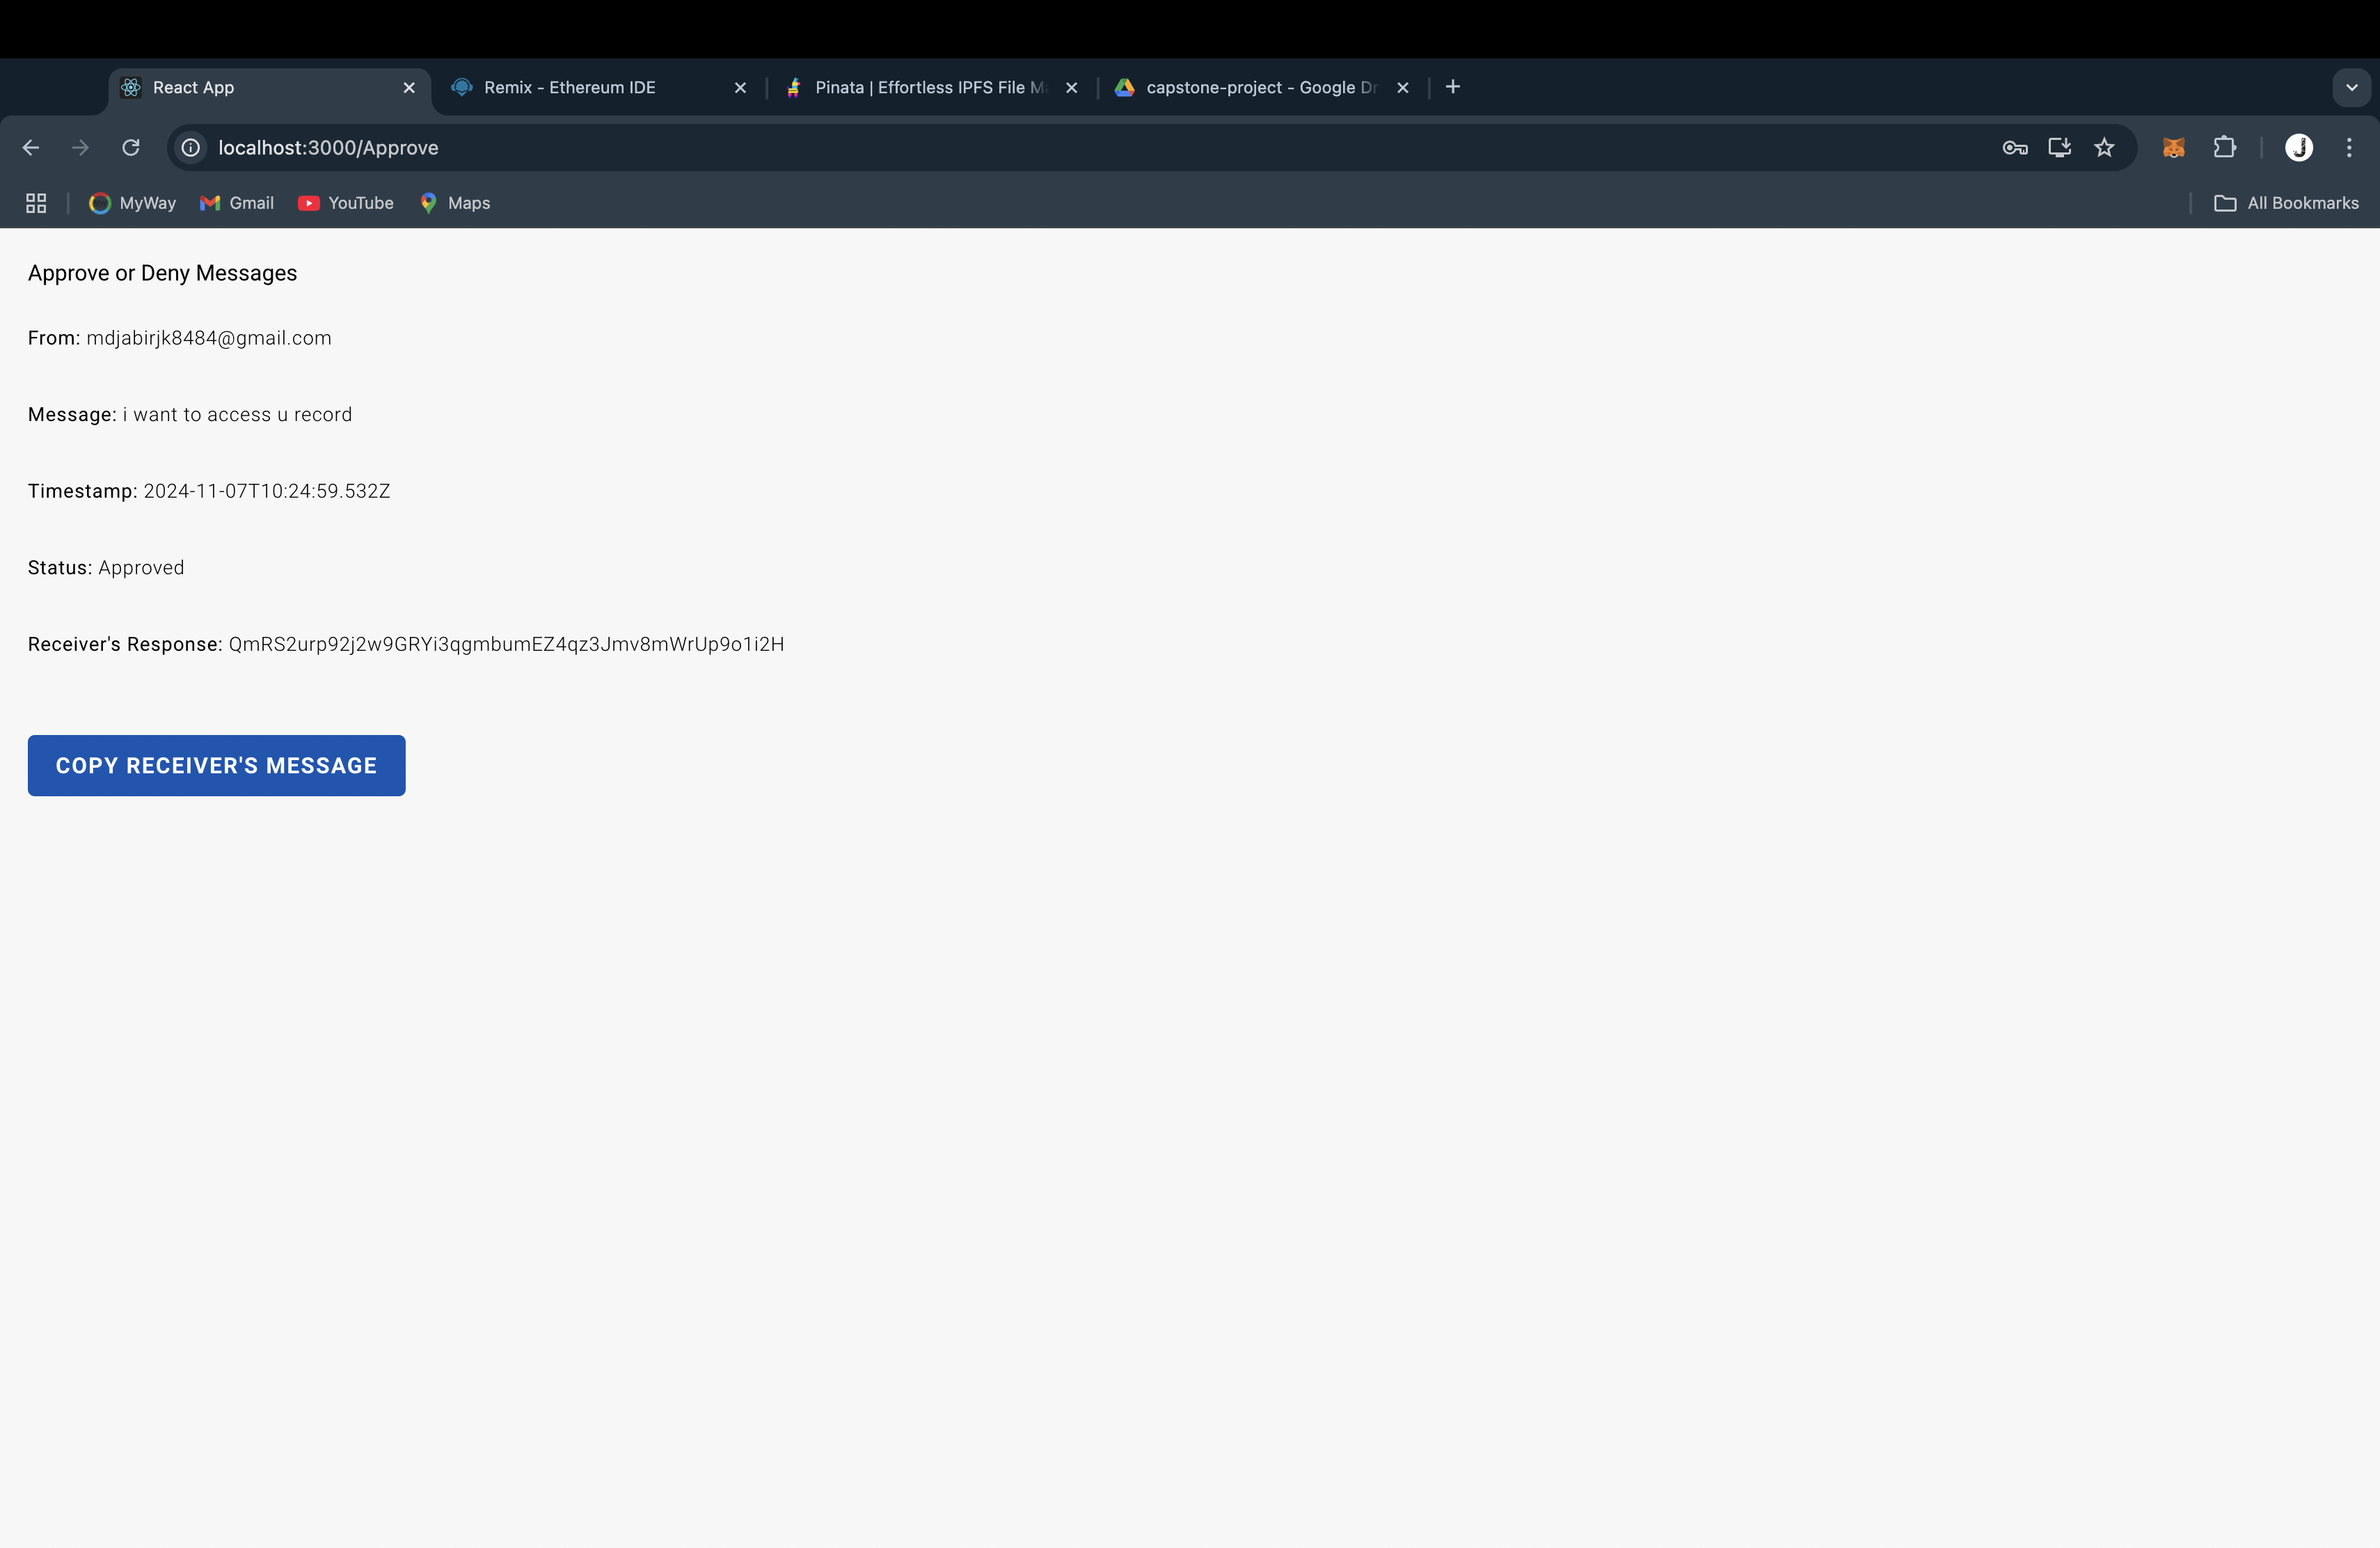 React App
Remix - Ethereum IDE
Pinata | Effortless IPFS File M
capstone-project - Google Dr
localhost:3000/Approve
MyWay
Gmail
YouTube
Maps
All Bookmarks
Approve or Deny Messages
From: mdjabirjk8484@gmail.com
Message: i want to access u record
Timestamp: 2024-11-07T10:24:59.532Z
Status: Approved
Receiver's Response: QmRS2urp92j2w9GRYi3qgmbumEZ4qz3Jmv8mWrUp9o1i2H
COPY RECEIVER'S MESSAGE